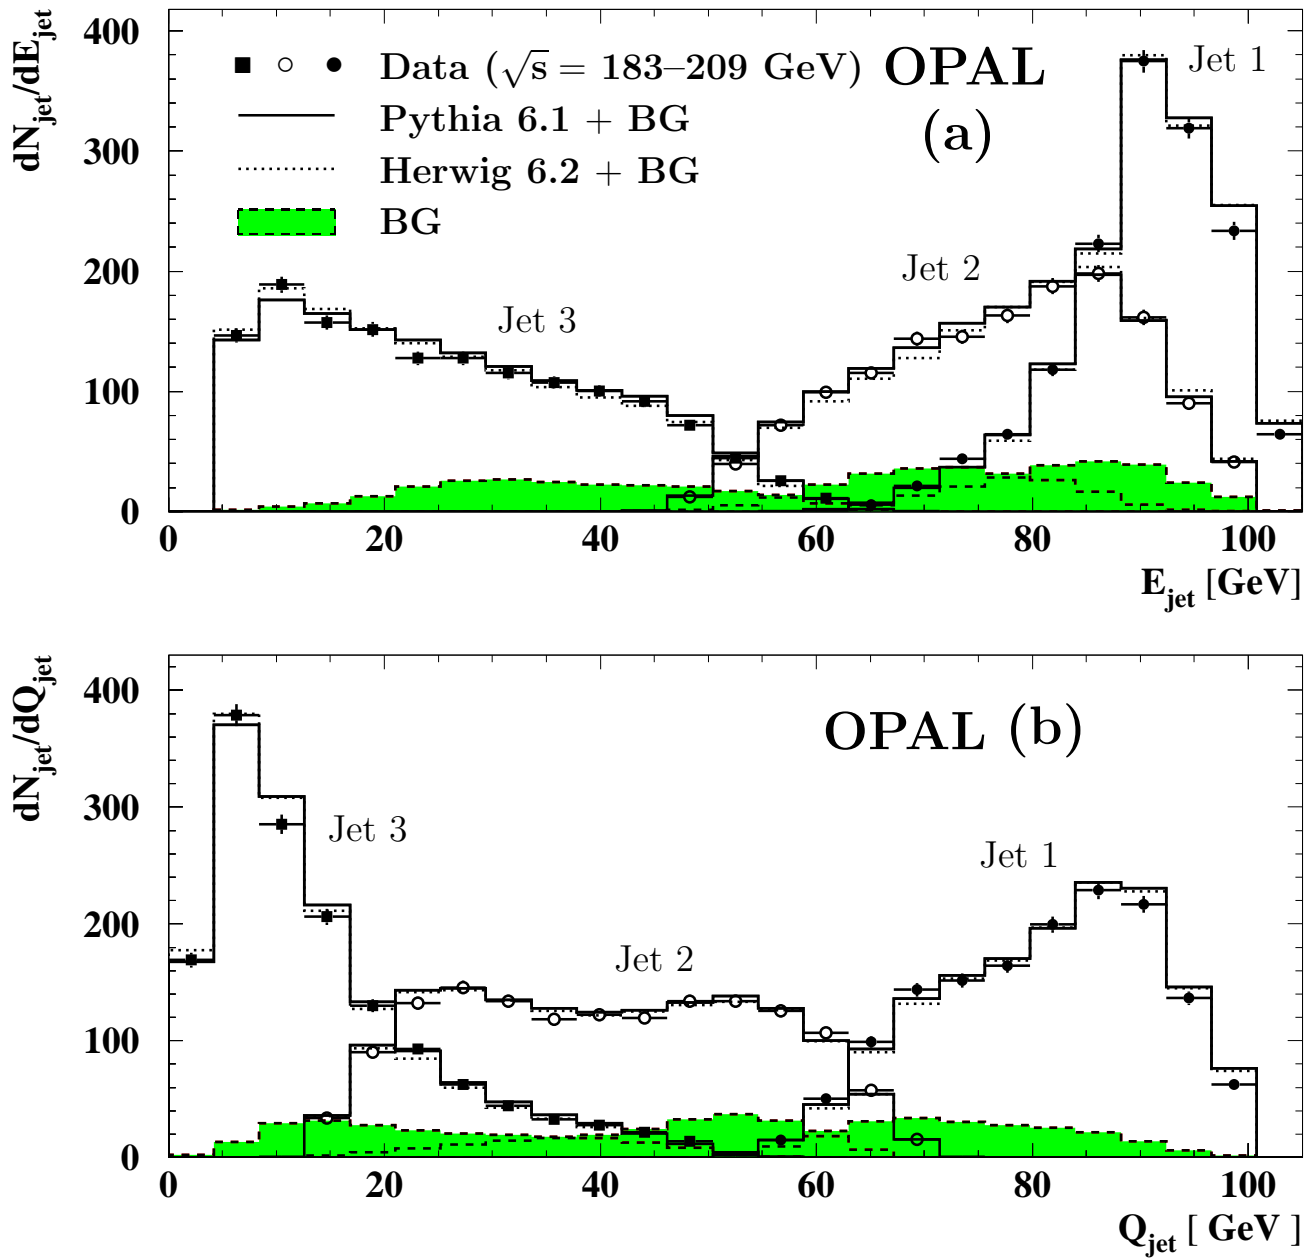 dN_jet/dE_jet
400
300
200
100
0
Data (√s = 183–209 GeV)
Pythia 6.1 + BG
Herwig 6.2 + BG
BG
OPAL
(a)
Jet 1
Jet 2
Jet 3
0 20 40 60 80 100
E_jet [GeV]
dN_jet/dQ_jet
400
300
200
100
0
OPAL (b)
Jet 3
Jet 1
Jet 2
0 20 40 60 80 100
Q_jet [ GeV ]